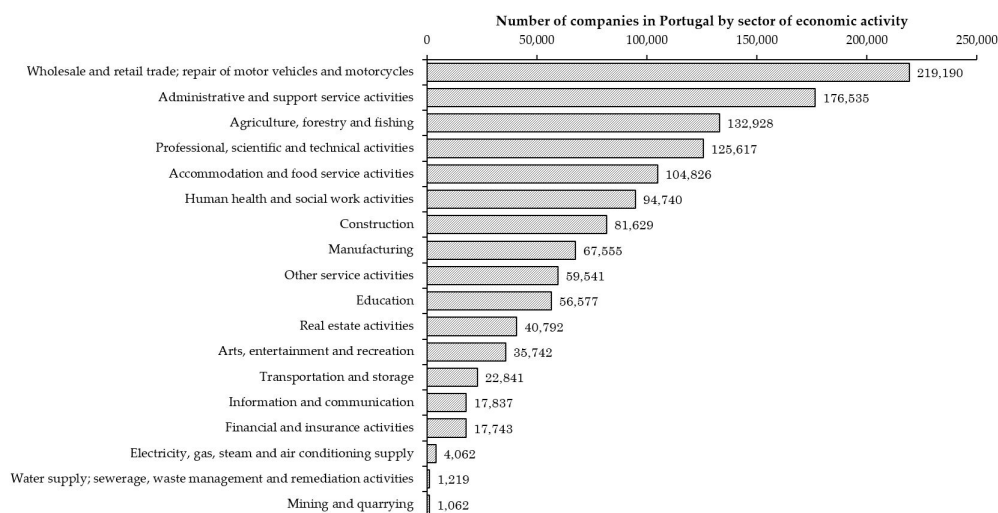 Number of companies in Portugal by sector of economic activity
0 50,000 100,000 150,000 200,000 250,000
Wholesale and retail trade; repair of motor vehicles and motorcycles 219,190
Administrative and support service activities 176,535
Agriculture, forestry and fishing 132,928
Professional, scientific and technical activities 125,617
Accommodation and food service activities 104,826
Human health and social work activities 94,740
Construction 81,629
Manufacturing 67,555
Other service activities 59,541
Education 56,577
Real estate activities 40,792
Arts, entertainment and recreation 35,742
Transportation and storage 22,841
Information and communication 17,837
Financial and insurance activities 17,743
Electricity, gas, steam and air conditioning supply 4,062
Water supply; sewerage, waste management and remediation activities 1,219
Mining and quarrying 1,062